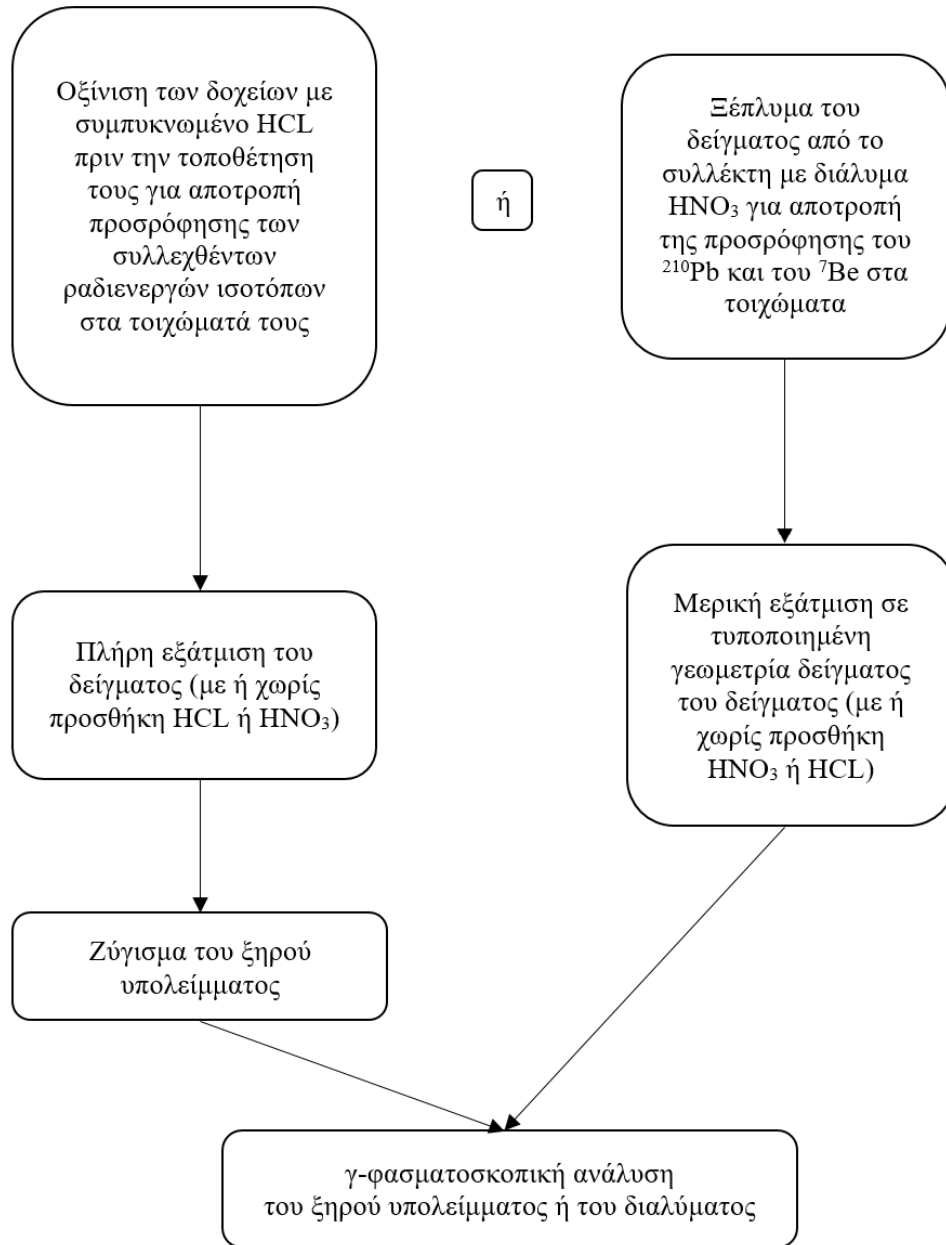 Οξίνιση των δοχείων με
συμπυκνωμένο HCL
πριν την τοποθέτηση
τους για αποτροπή
προσρόφησης των
συλλεχθέντων
ραδιενεργών ισοτόπων
στα τοιχώματά τους
ή
Ξέπλυμα του
δείγματος από το
συλλέκτη με διάλυμα
HNO₃ για αποτροπή
της προσρόφησης του
²¹⁰Pb και του ⁷Be στα
τοιχώματα
Πλήρη εξάτμιση του
δείγματος (με ή χωρίς
προσθήκη HCL ή HNO₃)
Μερική εξάτμιση σε
τυποποιημένη
γεωμετρία δείγματος
του δείγματος (με ή
χωρίς προσθήκη
HNO₃ ή HCL)
Ζύγισμα του ξηρού
υπολείμματος
γ-φασματοσκοπική ανάλυση
του ξηρού υπολείμματος ή του διαλύματος